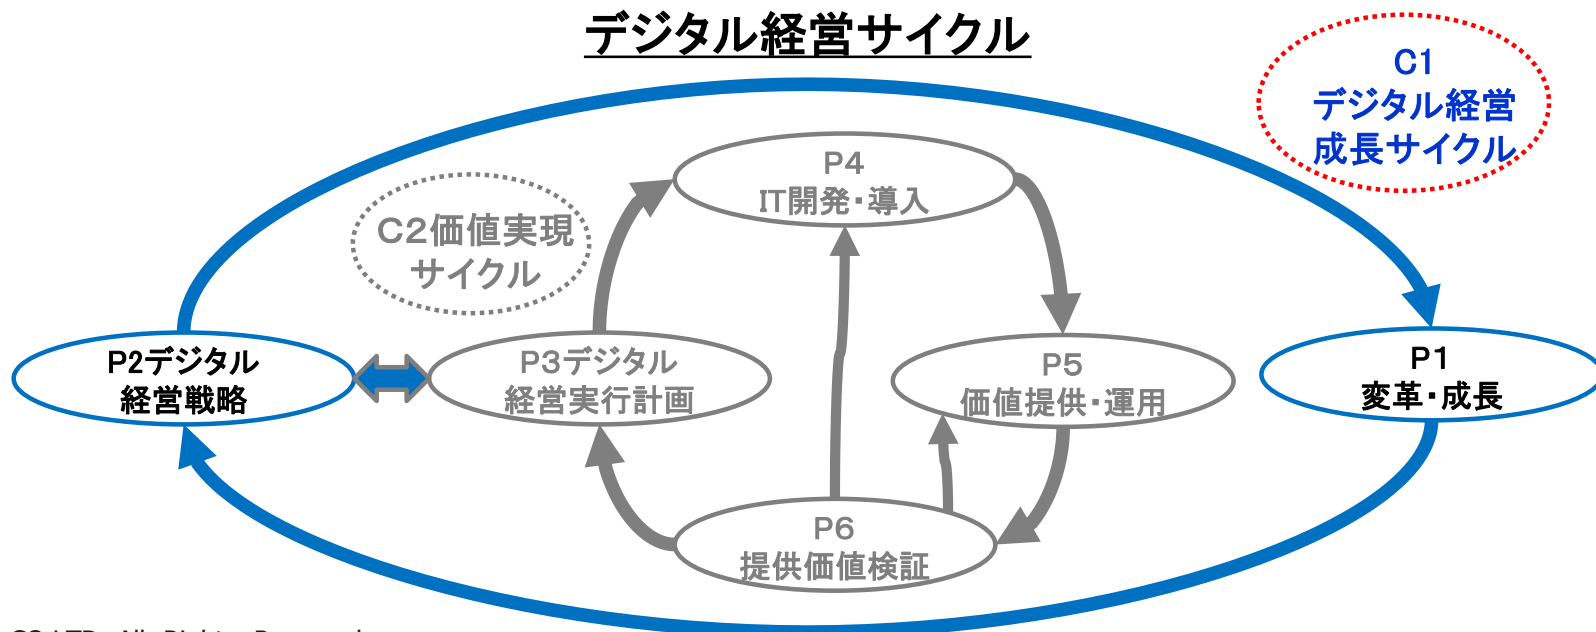 デジタル経営サイクル
C1
デジタル経営
成長サイクル
P4
IT開発・導入
C2価値実現
サイクル
P2デジタル
経営戦略
P3デジタル
経営実行計画
P5
価値提供・運用
P1
変革・成長
P6
提供価値検証